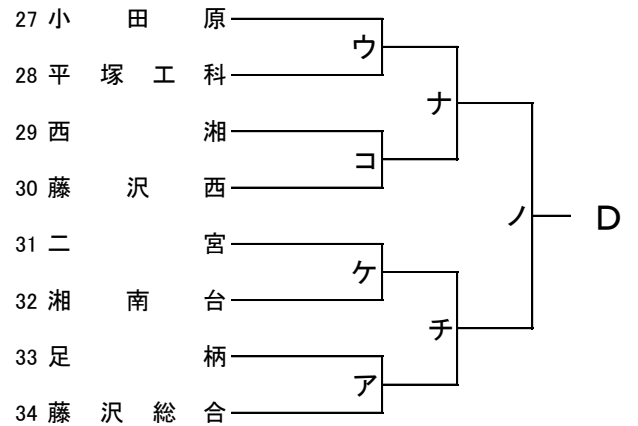 27 小田原
ウ
28 平塚工科
ナ
29 西湘
コ
30 藤沢西
ノ D
31 二宮
ケ
32 湘南台
チ
33 足柄
ア
34 藤沢総合